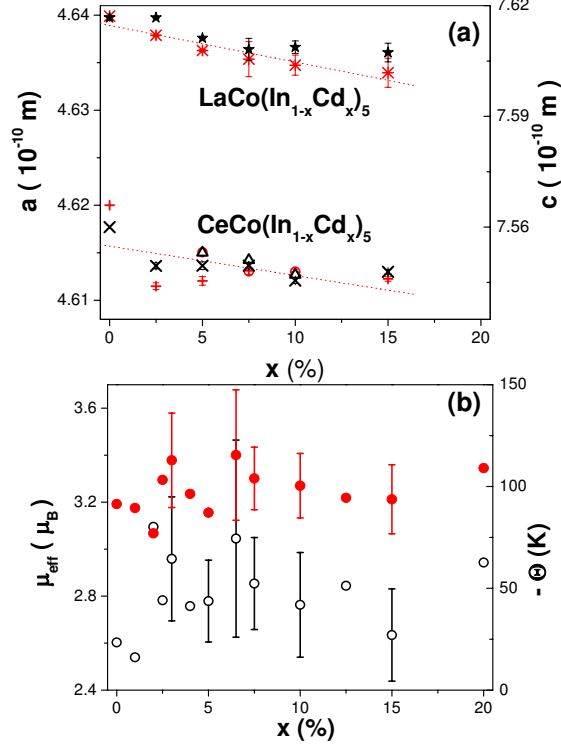 (a)
4.64
4.63
4.62
4.61
a ( 10⁻¹⁰ m)
7.62
7.59
7.56
c ( 10⁻¹⁰ m)
LaCo(In₁₋ₓCdₓ)₅
CeCo(In₁₋ₓCdₓ)₅
0 5 10 15 20
x (%)
(b)
3.6
3.2
2.8
2.4
μeff ( μB)
150
100
50
0
- Θ (K)
0 5 10 15 20
x (%)